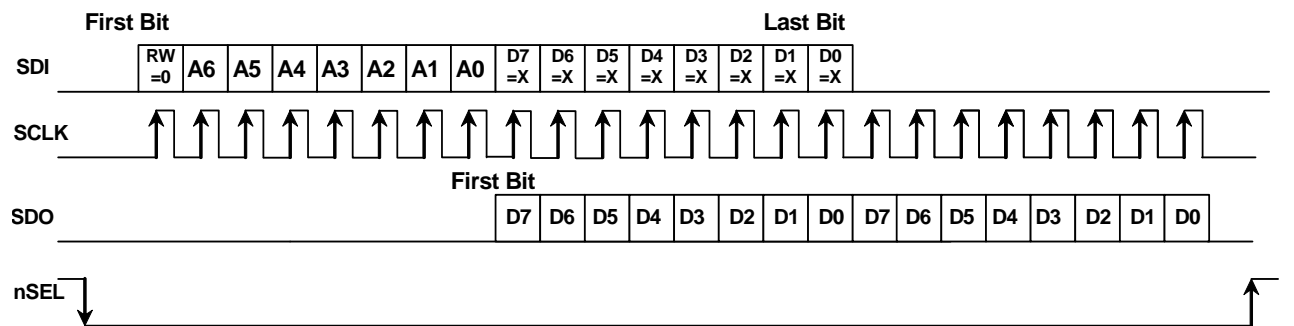 First Bit Last Bit
SDI RW =0 A6 A5 A4 A3 A2 A1 A0 D7 =X D6 =X D5 =X D4 =X D3 =X D2 =X D1 =X D0 =X
SCLK
First Bit
SDO D7 D6 D5 D4 D3 D2 D1 D0 D7 D6 D5 D4 D3 D2 D1 D0
nSEL